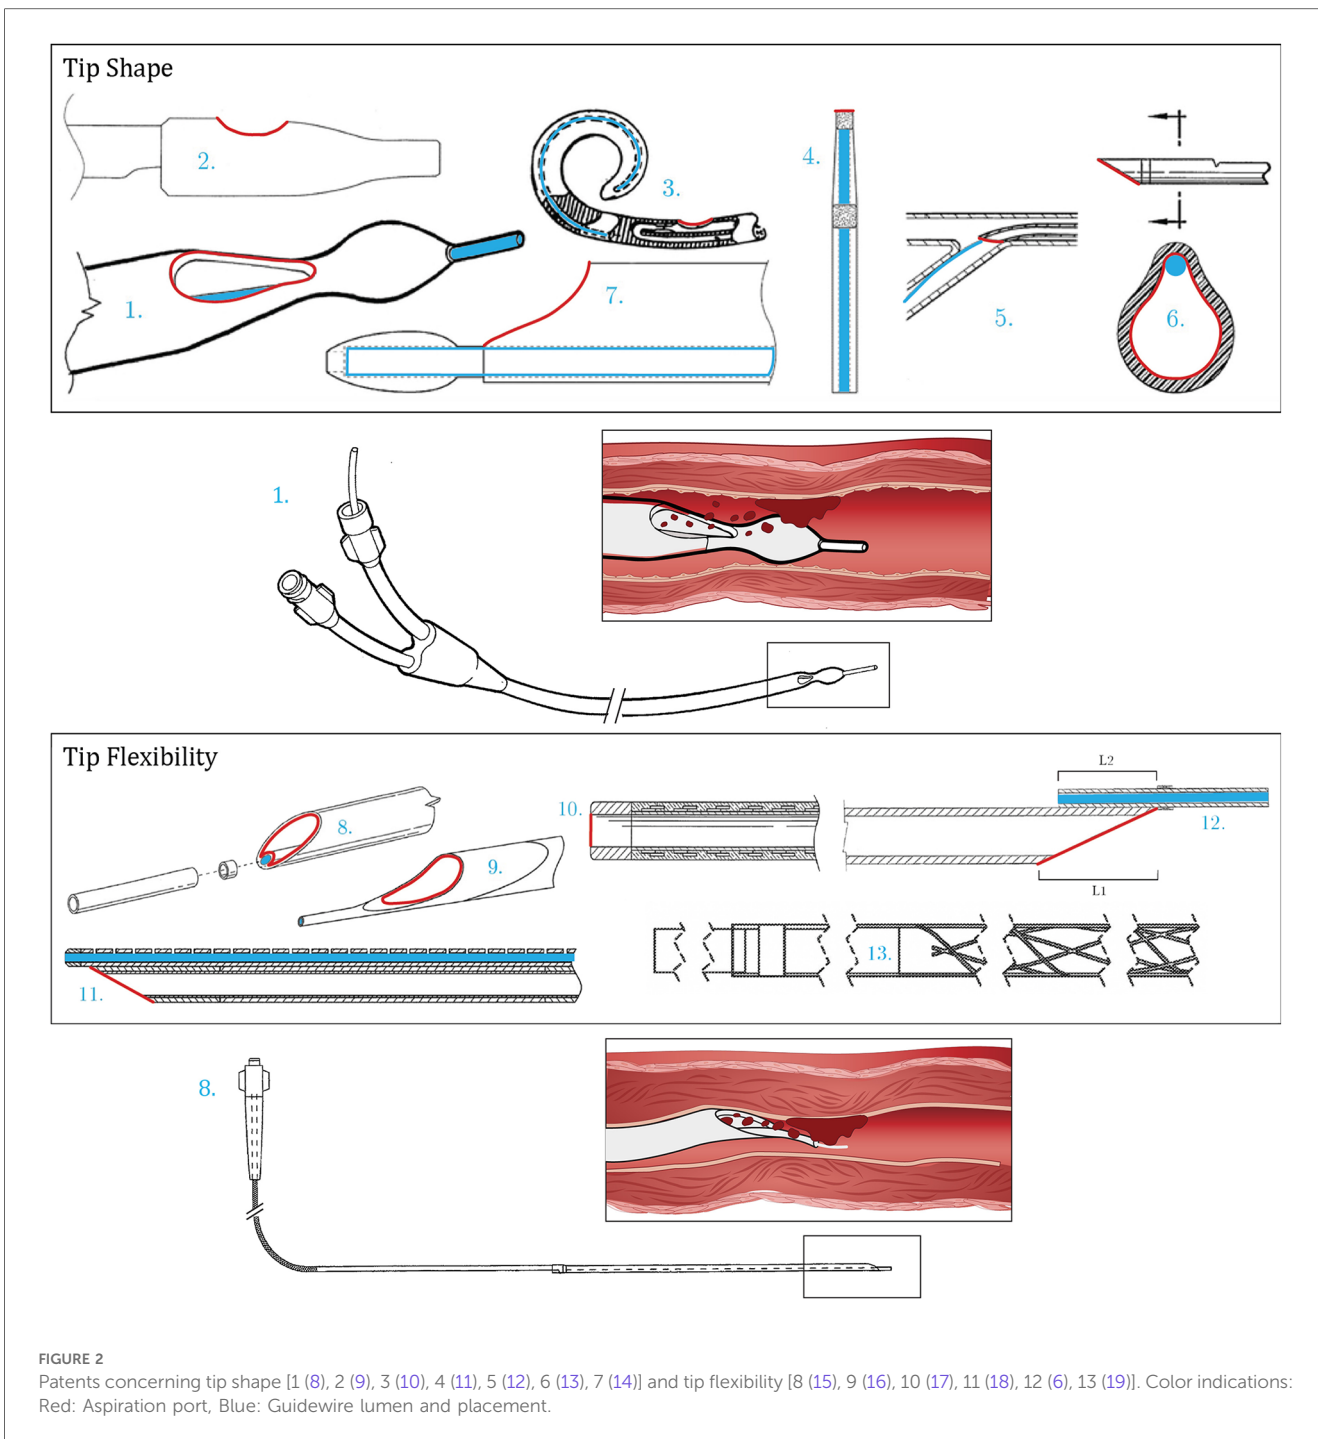 Tip Shape
2.
3.
4.
1.
7.
5.
6.
1.
Tip Flexibility
8.
9.
10.
L2
12.
L1
11.
13.
8.
FIGURE 2
Patents concerning tip shape [1 (8), 2 (9), 3 (10), 4 (11), 5 (12), 6 (13), 7 (14)] and tip flexibility [8 (15), 9 (16), 10 (17), 11 (18), 12 (6), 13 (19)]. Color indications:
Red: Aspiration port, Blue: Guidewire lumen and placement.